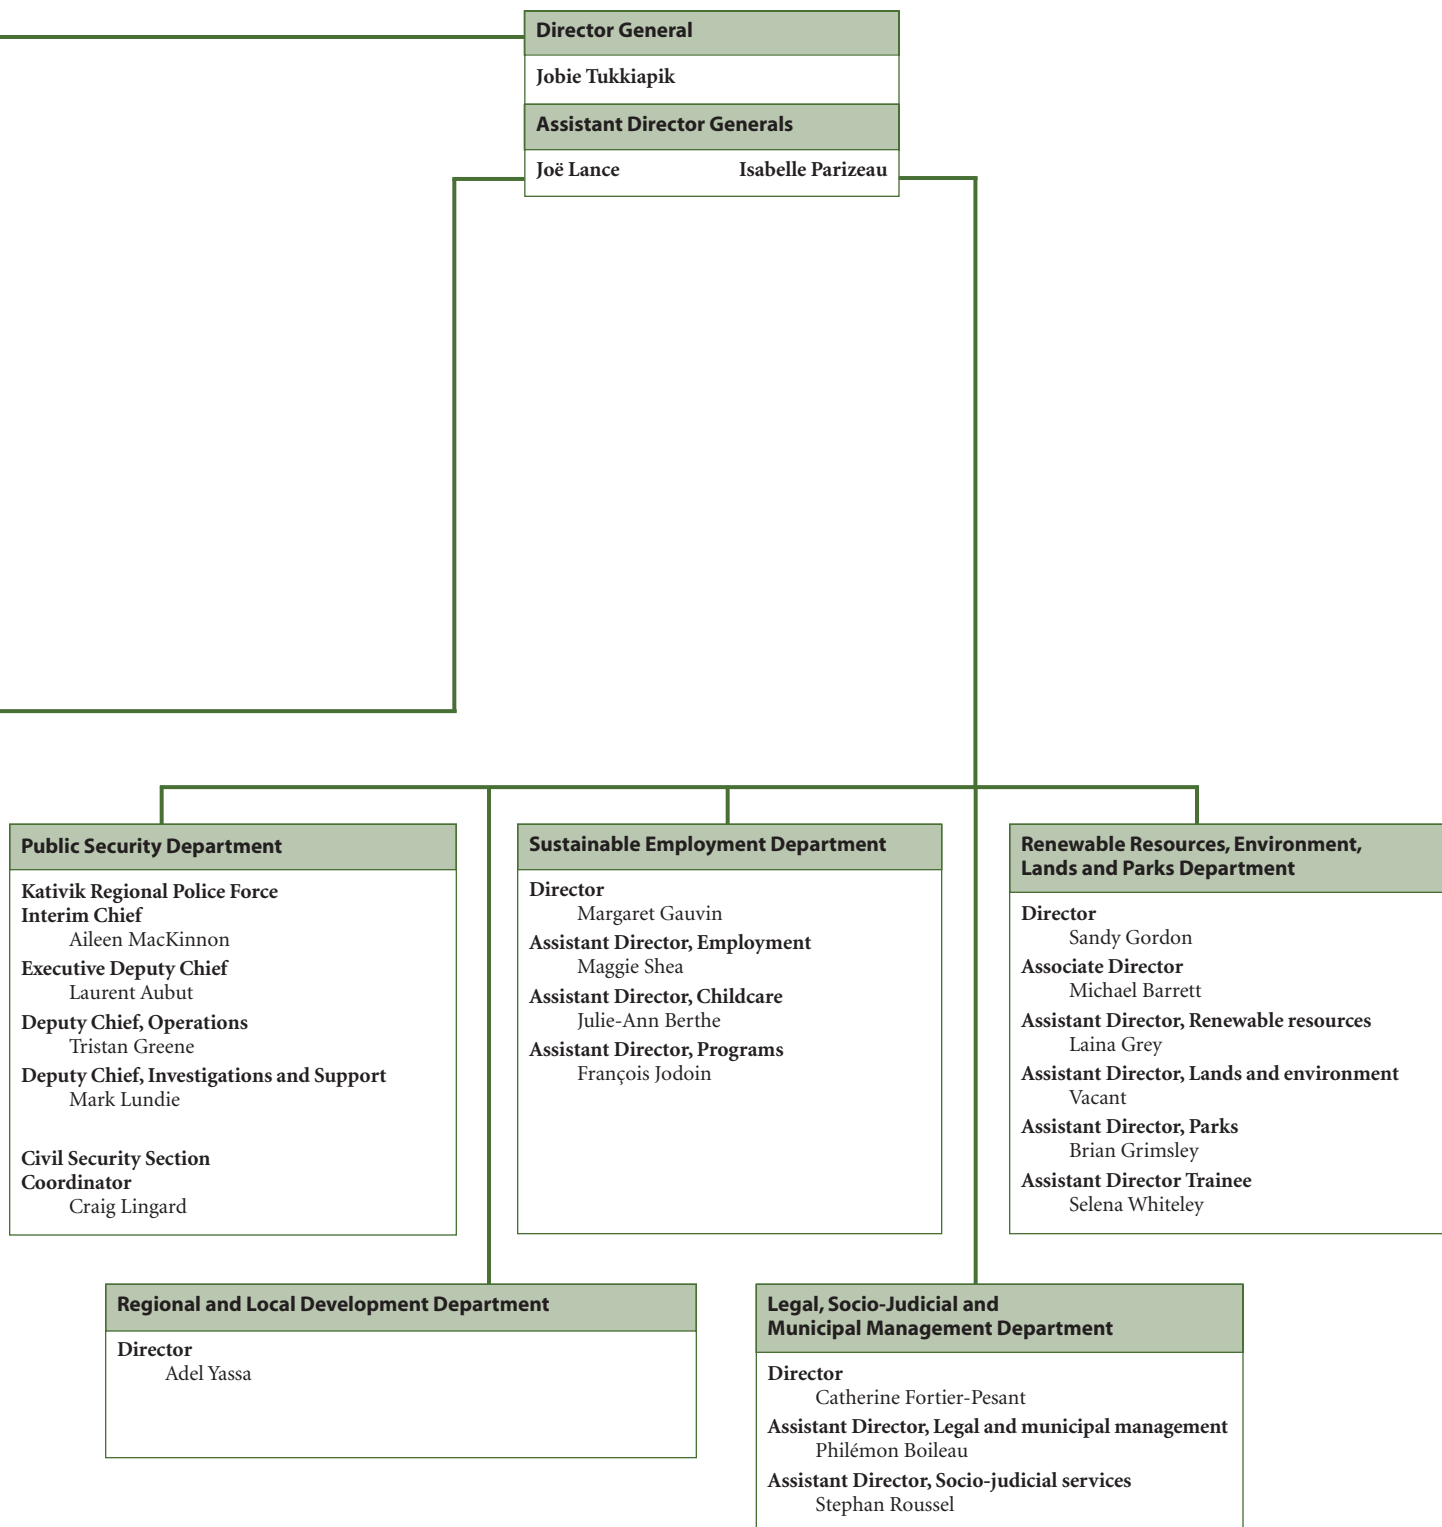 Director General
Jobie Tukkiapik
Assistant Director Generals
Joë Lance Isabelle Parizeau
Public Security Department
Kativik Regional Police Force
Interim Chief
Aileen MacKinnon
Executive Deputy Chief
Laurent Aubut
Deputy Chief, Operations
Tristan Greene
Deputy Chief, Investigations and Support
Mark Lundie
Civil Security Section
Coordinator
Craig Lingard
Sustainable Employment Department
Director
Margaret Gauvin
Assistant Director, Employment
Maggie Shea
Assistant Director, Childcare
Julie-Ann Berthe
Assistant Director, Programs
François Jodoin
Renewable Resources, Environment,
Lands and Parks Department
Director
Sandy Gordon
Associate Director
Michael Barrett
Assistant Director, Renewable resources
Laina Grey
Assistant Director, Lands and environment
Vacant
Assistant Director, Parks
Brian Grimsley
Assistant Director Trainee
Selena Whiteley
Regional and Local Development Department
Director
Adel Yassa
Legal, Socio-Judicial and
Municipal Management Department
Director
Catherine Fortier-Pesant
Assistant Director, Legal and municipal management
Philémon Boileau
Assistant Director, Socio-judicial services
Stephan Roussel